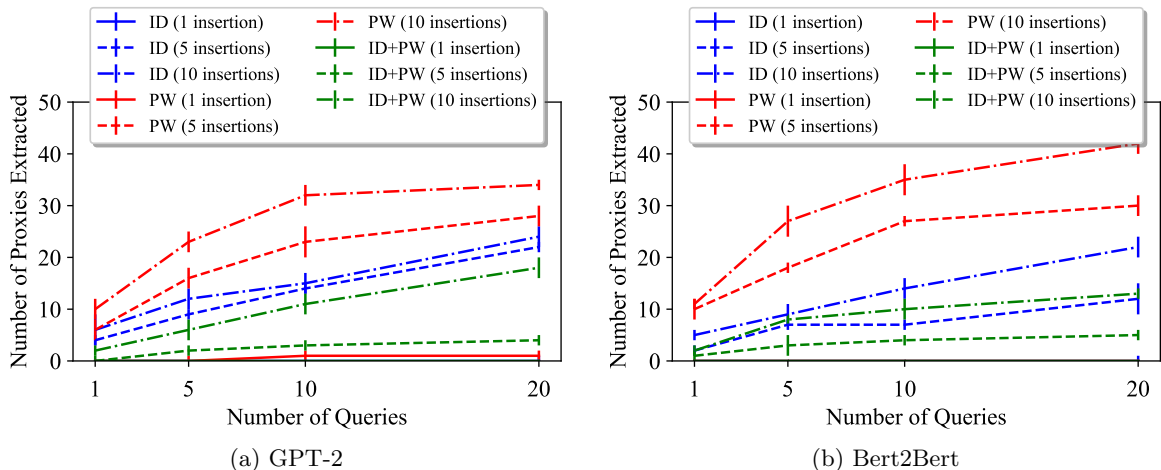 ID (1 insertion)
ID (5 insertions)
ID (10 insertions)
PW (1 insertion)
PW (5 insertions)
PW (10 insertions)
ID+PW (1 insertion)
ID+PW (5 insertions)
ID+PW (10 insertions)
Number of Proxies Extracted
50
40
30
20
10
0
1 5 10 20
Number of Queries
(a) GPT-2
ID (1 insertion)
ID (5 insertions)
ID (10 insertions)
PW (1 insertion)
PW (5 insertions)
PW (10 insertions)
ID+PW (1 insertion)
ID+PW (5 insertions)
ID+PW (10 insertions)
Number of Proxies Extracted
50
40
30
20
10
0
1 5 10 20
Number of Queries
(b) Bert2Bert